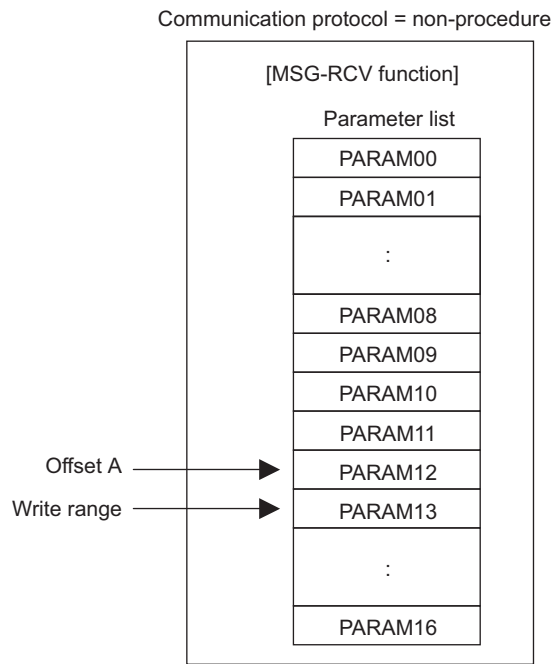 Communication protocol = non-procedure
[MSG-RCV function]
Parameter list
PARAM00
PARAM01
:
PARAM08
PARAM09
PARAM10
PARAM11
Offset A PARAM12
Write range PARAM13
:
PARAM16